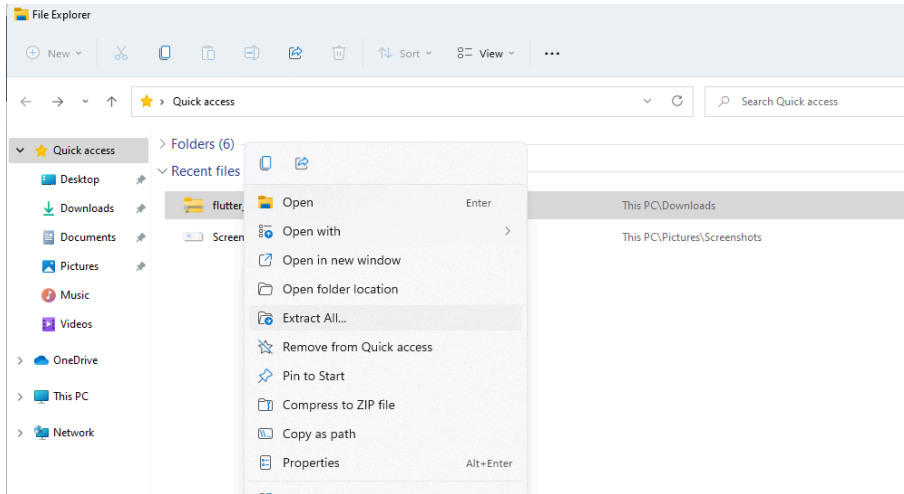 File Explorer
New
Sort
View
Quick access
Search Quick access
Quick access
Desktop
Downloads
Documents
Pictures
Music
Videos
OneDrive
This PC
Network
Folders (6)
Recent files
flutter_
This PC\Downloads
Screen
This PC\Pictures\Screenshots
Open Enter
Open with
Open in new window
Open folder location
Extract All...
Remove from Quick access
Pin to Start
Compress to ZIP file
Copy as path
Properties Alt+Enter